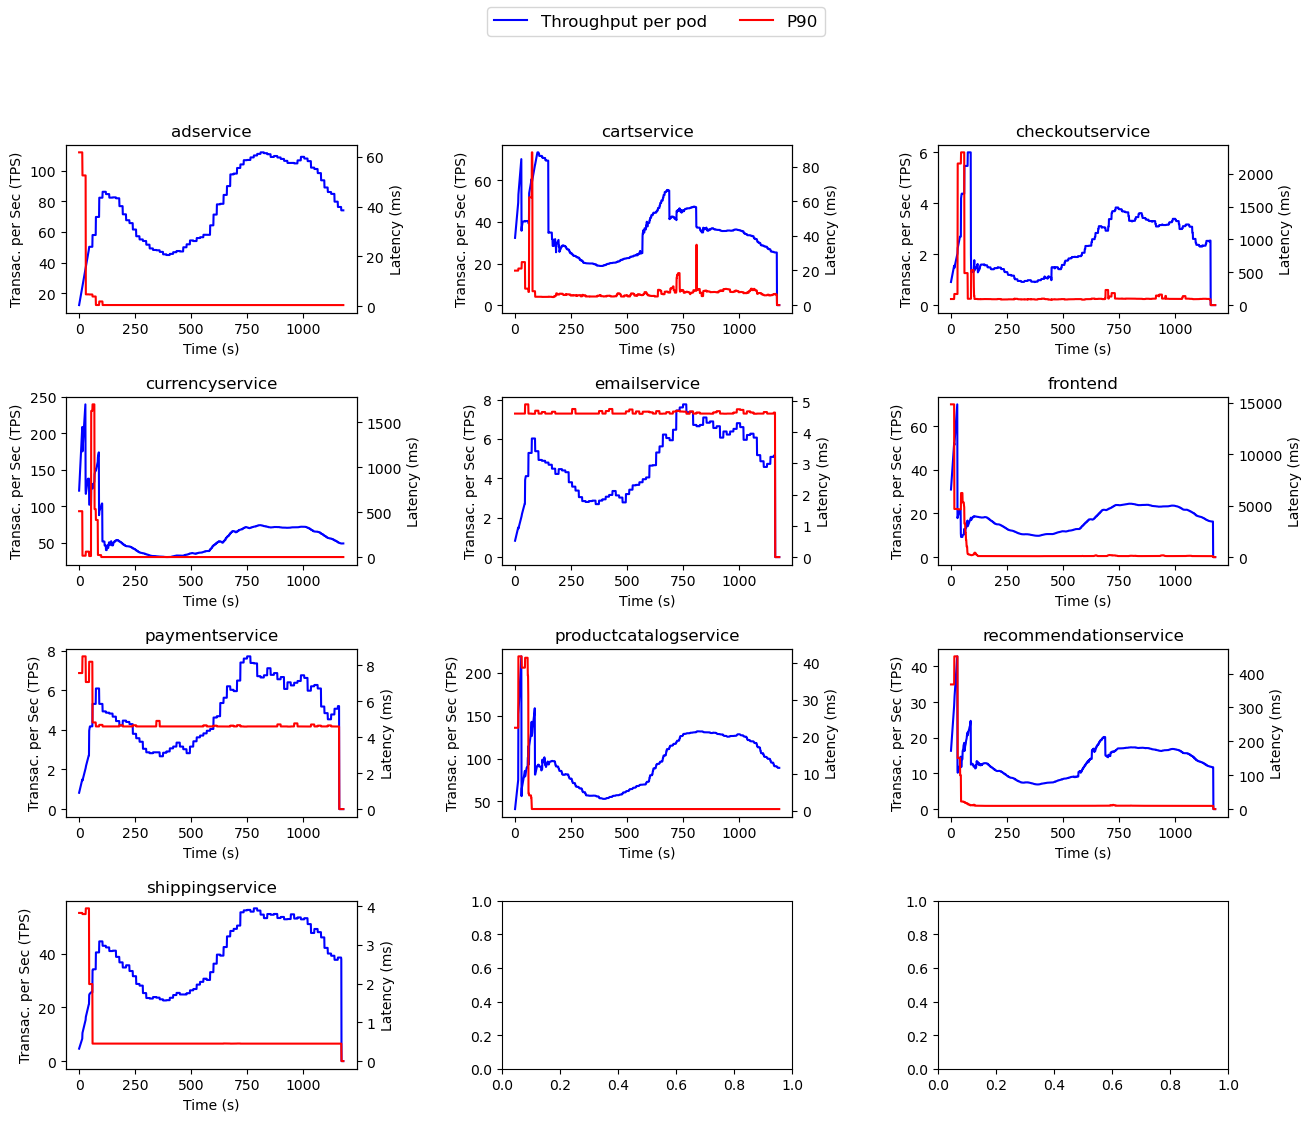 Throughput per pod P90
adservice cartservice checkoutservice
Transac. per Sec (TPS) 100 80 60 40 20
60 40 20 0 Latency (ms)
0 250 500 750 1000
Time (s)
Transac. per Sec (TPS) 60 40 20 0
80 60 40 20 0 Latency (ms)
0 250 500 750 1000
Time (s)
Transac. per Sec (TPS) 6 4 2 0
2000 1500 1000 500 0 Latency (ms)
0 250 500 750 1000
Time (s)
currencyservice emailservice frontend
Transac. per Sec (TPS) 250 200 150 100 50
1500 1000 500 0 Latency (ms)
0 250 500 750 1000
Time (s)
Transac. per Sec (TPS) 8 6 4 2 0
5 4 3 2 1 0 Latency (ms)
0 250 500 750 1000
Time (s)
Transac. per Sec (TPS) 60 40 20 0
15000 10000 5000 0 Latency (ms)
0 250 500 750 1000
Time (s)
paymentservice productcatalogservice recommendationservice
Transac. per Sec (TPS) 8 6 4 2 0
8 6 4 2 0 Latency (ms)
0 250 500 750 1000
Time (s)
Transac. per Sec (TPS) 200 150 100 50
40 30 20 10 0 Latency (ms)
0 250 500 750 1000
Time (s)
Transac. per Sec (TPS) 40 30 20 10 0
400 300 200 100 0 Latency (ms)
0 250 500 750 1000
Time (s)
shippingservice
Transac. per Sec (TPS) 40 20 0
4 3 2 1 0 Latency (ms)
0 250 500 750 1000
Time (s)
1.0 0.8 0.6 0.4 0.2 0.0
0.0 0.2 0.4 0.6 0.8 1.0
1.0 0.8 0.6 0.4 0.2 0.0
0.0 0.2 0.4 0.6 0.8 1.0